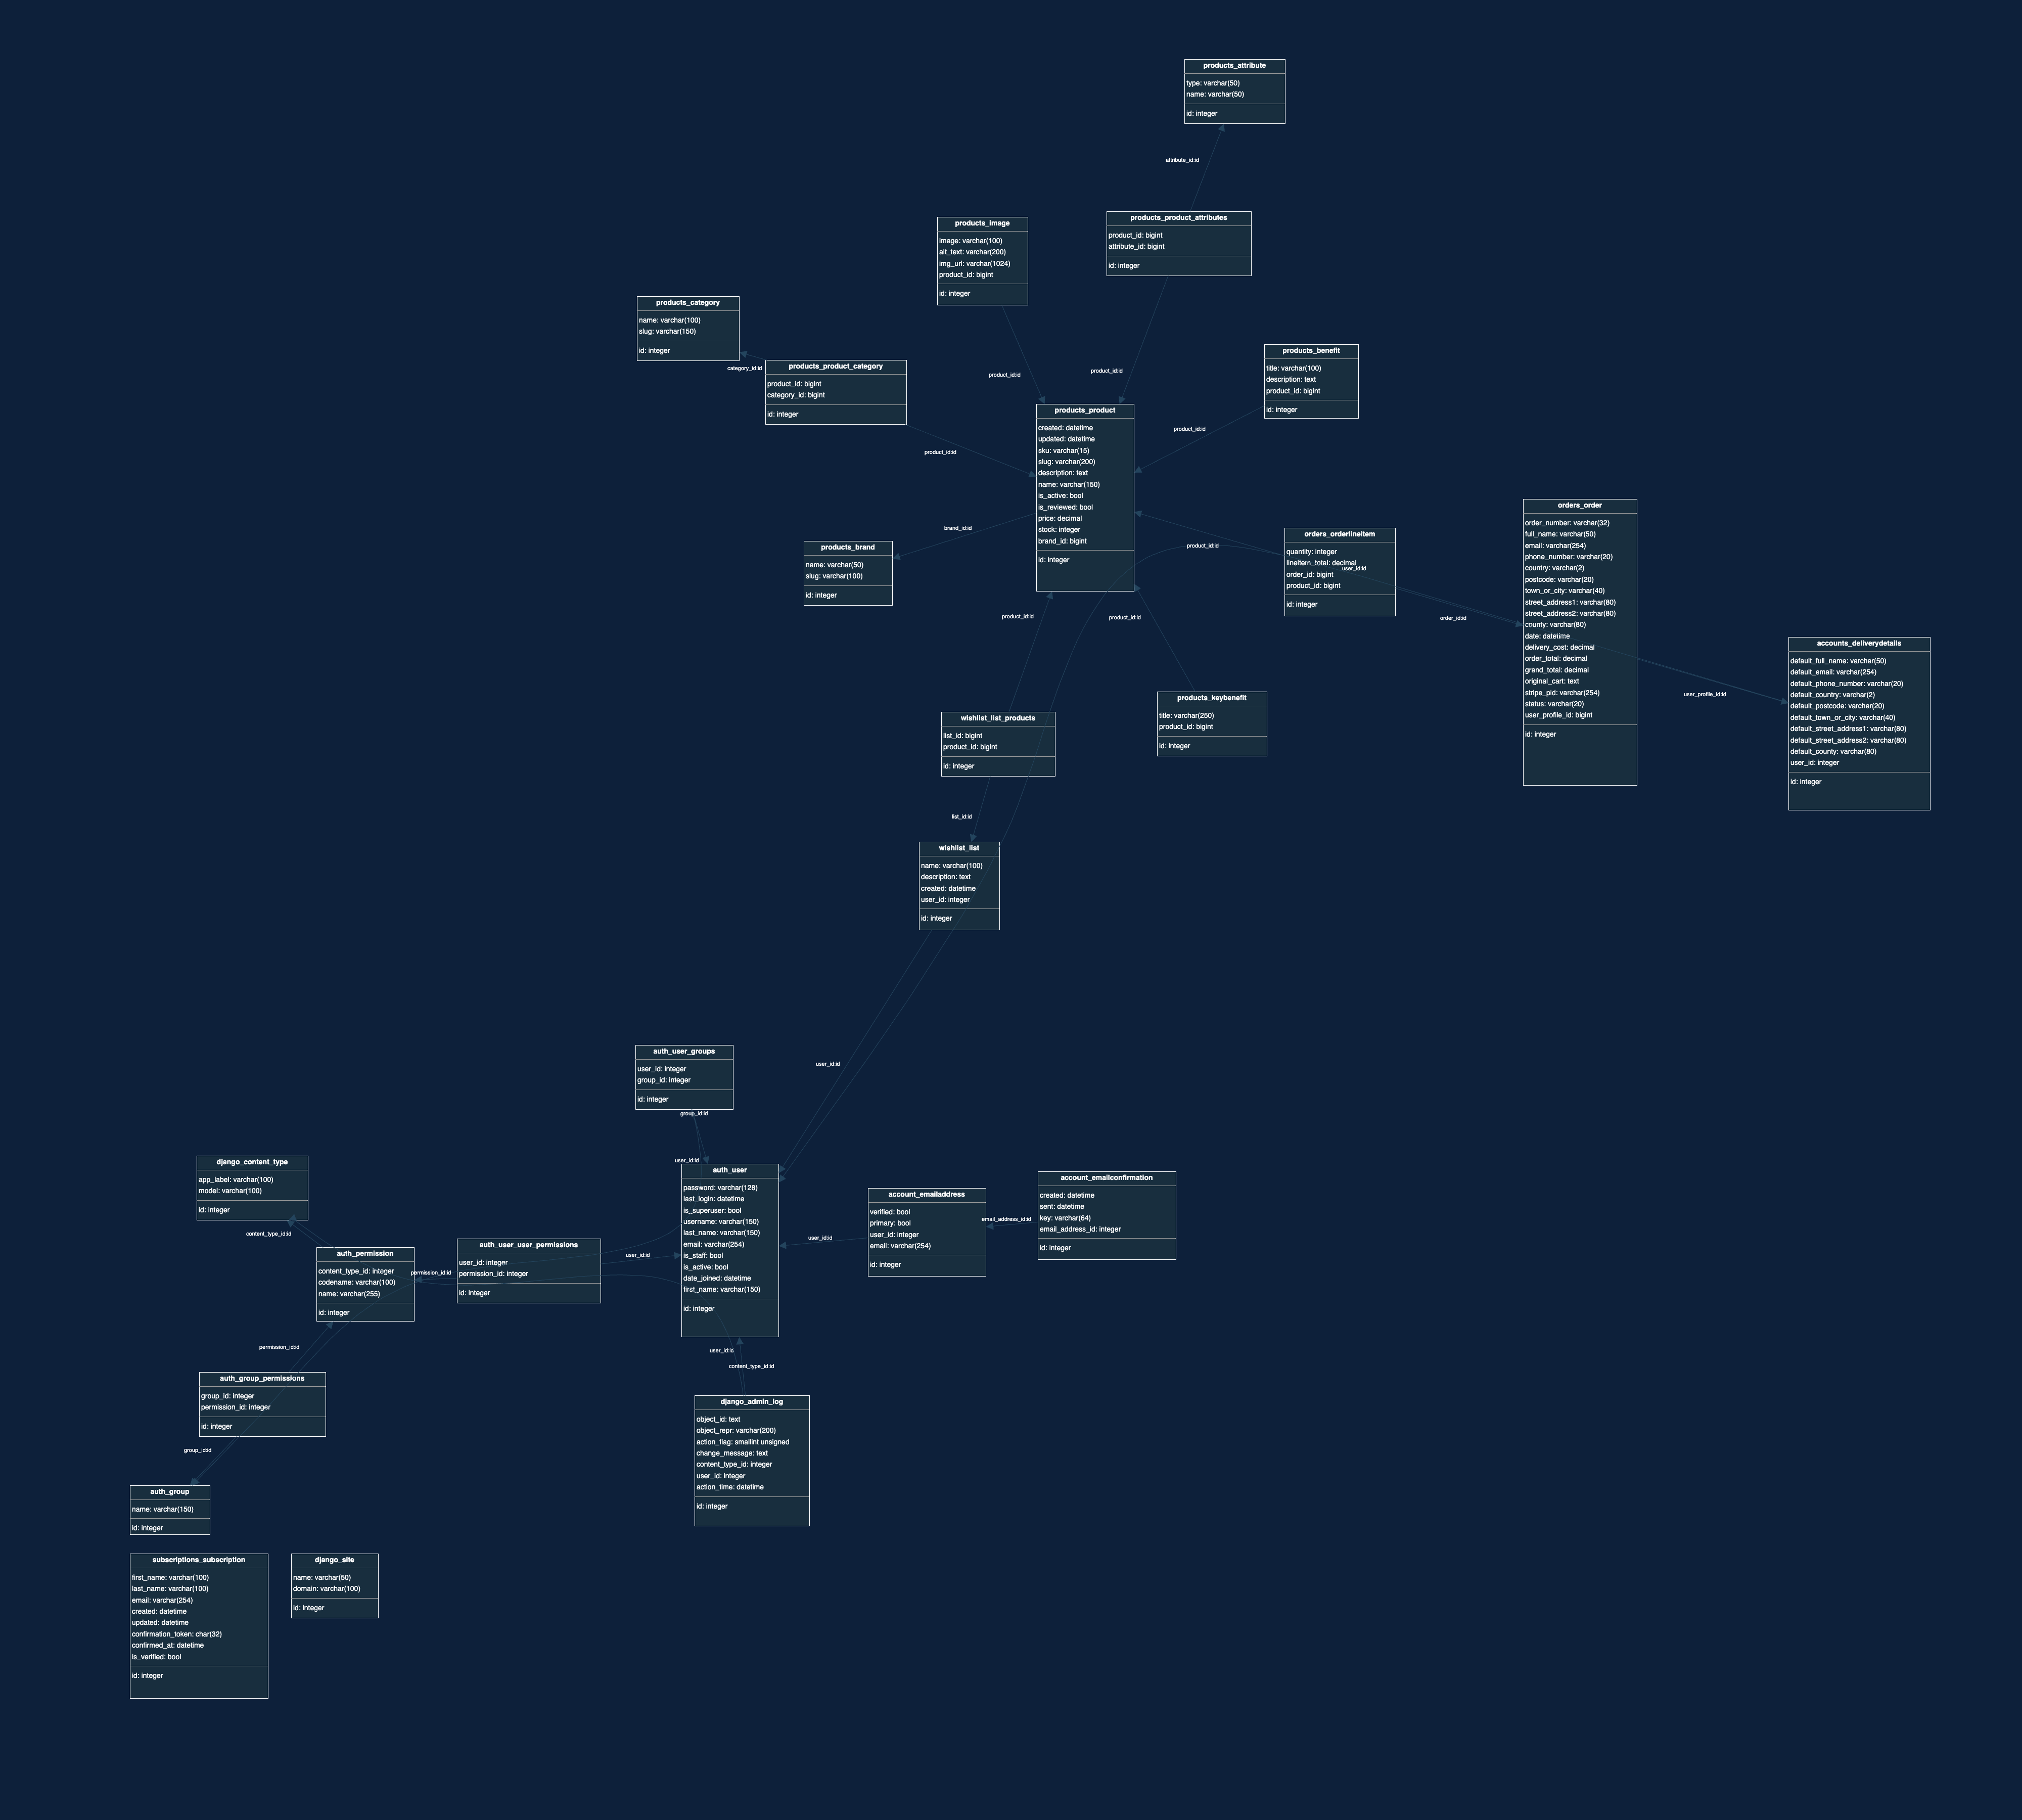 products_attribute
type: varchar(50)
name: varchar(50)
id: integer
attribute_id:id
products_product_attributes
product_id: bigint
attribute_id: bigint
id: integer
products_image
image: varchar(100)
alt_text: varchar(200)
img_url: varchar(1024)
product_id: bigint
id: integer
products_category
name: varchar(100)
slug: varchar(150)
id: integer
category_id:id
products_product_category
product_id: bigint
category_id: bigint
id: integer
product_id:id
product_id:id
product_id:id
products_benefit
title: varchar(100)
description: text
product_id: bigint
id: integer
product_id:id
products_product
created: datetime
updated: datetime
sku: varchar(15)
slug: varchar(200)
description: text
name: varchar(150)
is_active: bool
is_reviewed: bool
price: decimal
stock: integer
brand_id: bigint
id: integer
brand_id:id
products_brand
name: varchar(50)
slug: varchar(100)
id: integer
product_id:id
orders_orderlineitem
quantity: integer
lineitem_total: decimal
order_id: bigint
product_id: bigint
id: integer
user_id:id
order_id:id
orders_order
order_number: varchar(32)
full_name: varchar(50)
email: varchar(254)
phone_number: varchar(20)
country: varchar(2)
postcode: varchar(20)
town_or_city: varchar(40)
street_address1: varchar(80)
street_address2: varchar(80)
county: varchar(80)
date: datetime
delivery_cost: decimal
order_total: decimal
grand_total: decimal
original_cart: text
stripe_pid: varchar(254)
status: varchar(20)
user_profile_id: bigint
id: integer
user_profile_id:id
accounts_deliverydetails
default_full_name: varchar(50)
default_email: varchar(254)
default_phone_number: varchar(20)
default_country: varchar(2)
default_postcode: varchar(20)
default_town_or_city: varchar(40)
default_street_address1: varchar(80)
default_street_address2: varchar(80)
default_county: varchar(80)
user_id: integer
id: integer
product_id:id
product_id:id
products_keybenefit
title: varchar(250)
product_id: bigint
id: integer
wishlist_list_products
list_id: bigint
product_id: bigint
id: integer
list_id:id
wishlist_list
name: varchar(100)
description: text
created: datetime
user_id: integer
id: integer
user_id:id
auth_user_groups
user_id: integer
group_id: integer
id: integer
group_id:id
user_id:id
auth_user
password: varchar(128)
last_login: datetime
is_superuser: bool
username: varchar(150)
last_name: varchar(150)
email: varchar(254)
is_staff: bool
is_active: bool
date_joined: datetime
first_name: varchar(150)
id: integer
user_id:id
account_emailaddress
verified: bool
primary: bool
user_id: integer
email: varchar(254)
id: integer
email_address_id:id
account_emailconfirmation
created: datetime
sent: datetime
key: varchar(64)
email_address_id: integer
id: integer
django_content_type
app_label: varchar(100)
model: varchar(100)
id: integer
content_type_id:id
auth_permission
content_type_id: integer
codename: varchar(100)
name: varchar(255)
id: integer
permission_id:id
auth_user_user_permissions
user_id: integer
permission_id: integer
id: integer
user_id:id
permission_id:id
auth_group_permissions
group_id: integer
permission_id: integer
id: integer
group_id:id
auth_group
name: varchar(150)
id: integer
user_id:id
content_type_id:id
django_admin_log
object_id: text
object_repr: varchar(200)
action_flag: smallint unsigned
change_message: text
content_type_id: integer
user_id: integer
action_time: datetime
id: integer
subscriptions_subscription
first_name: varchar(100)
last_name: varchar(100)
email: varchar(254)
created: datetime
updated: datetime
confirmation_token: char(32)
confirmed_at: datetime
is_verified: bool
id: integer
django_site
name: varchar(50)
domain: varchar(100)
id: integer